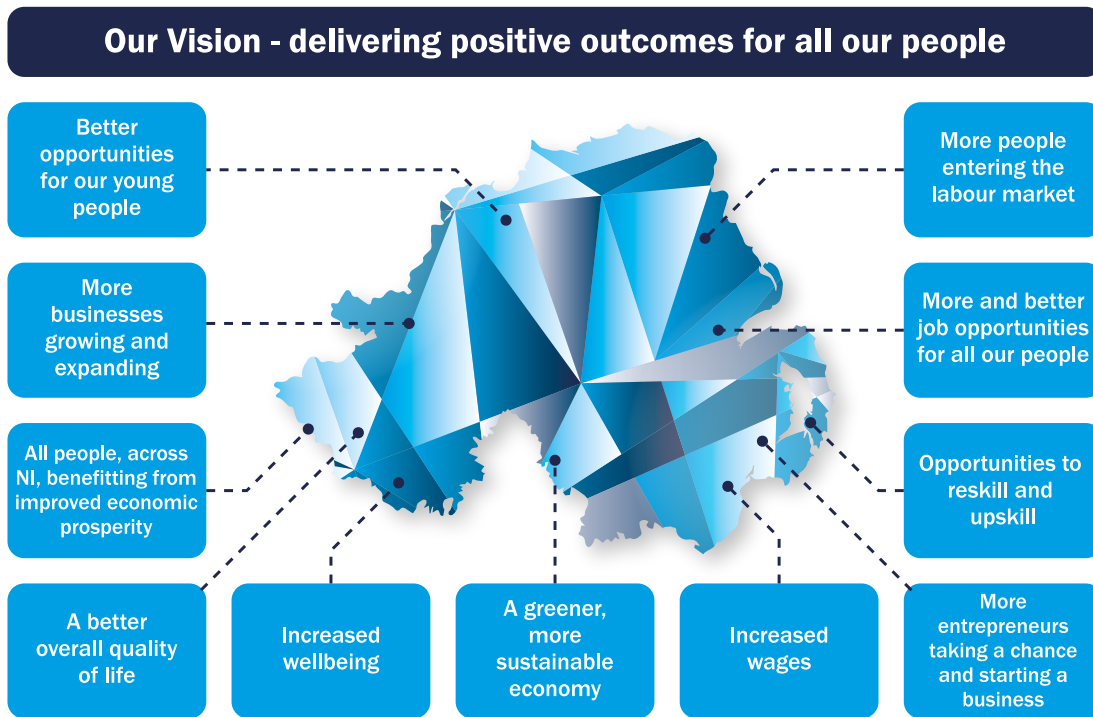 Our Vision - delivering positive outcomes for all our people
Better
opportunities
for our young
people
More people
entering the
labour market
More
businesses
growing and
expanding
More and better
job opportunities
for all our people
All people, across
NI, benefitting from
improved economic
prosperity
Opportunities to
reskill and
upskill
A better
overall quality
of life
Increased
wellbeing
A greener,
more
sustainable
economy
Increased
wages
More
entrepreneurs
taking a chance
and starting a
business